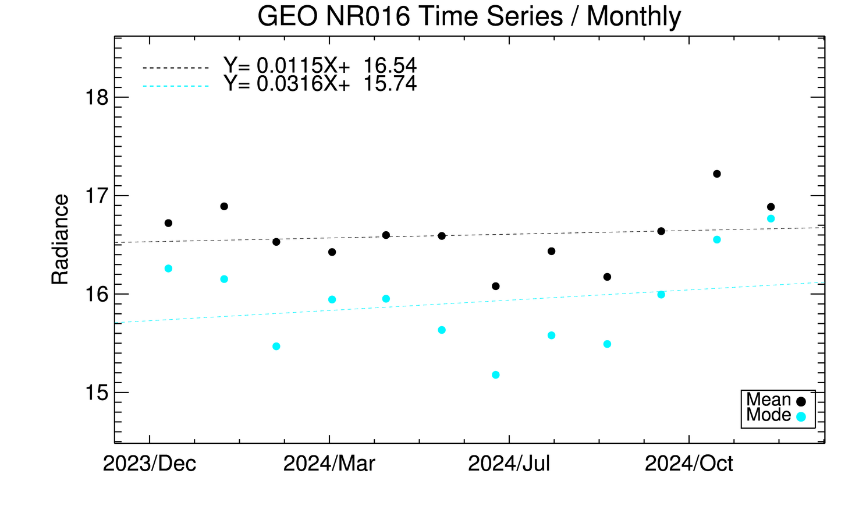 GEO NR016 Time Series / Monthly
Y= 0.0115X+ 16.54
Y= 0.0316X+ 15.74
18
17
16
15
Radiance
Mean
Mode
2023/Dec 2024/Mar 2024/Jul 2024/Oct